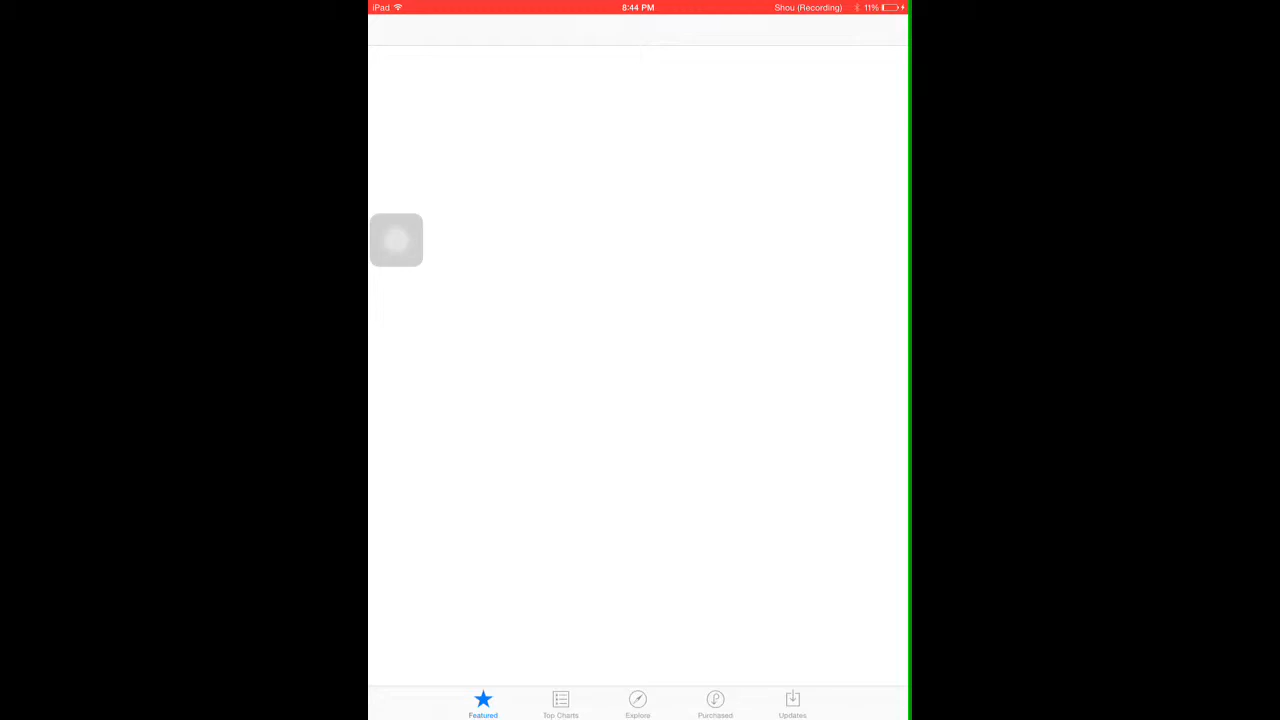 iPad 8:44 PM Shou (Recording) 11%
Featured Top Charts Explore Purchased Updates